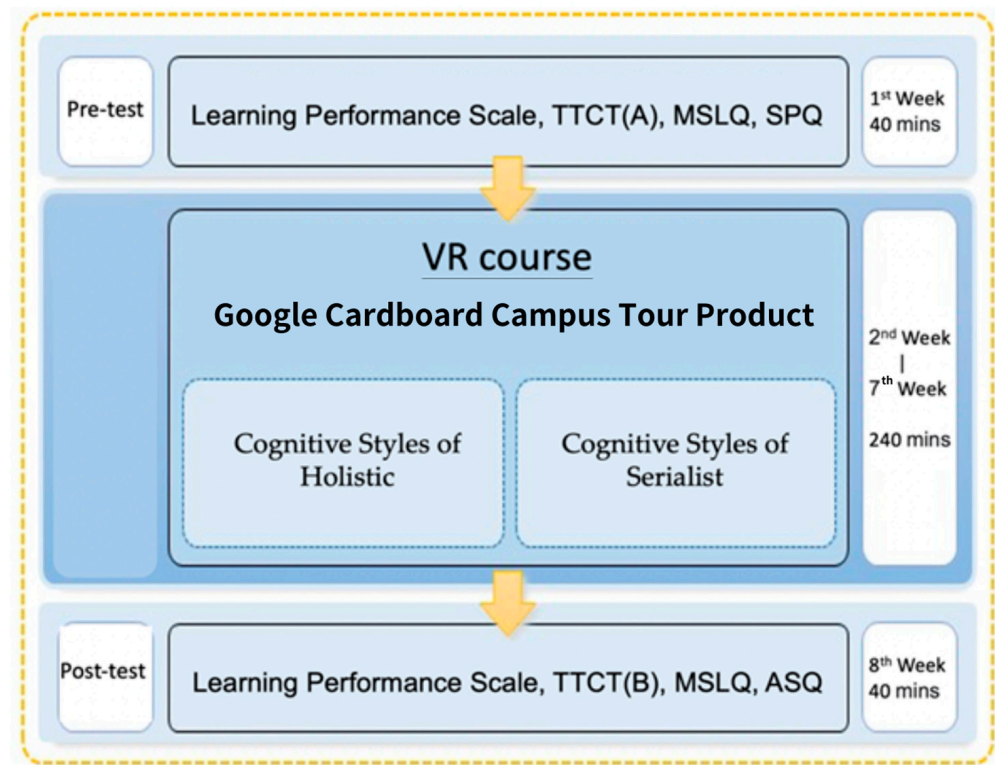 Pre-test
Learning Performance Scale, TTCT(A), MSLQ, SPQ
1st Week
40 mins
VR course
Google Cardboard Campus Tour Product
Cognitive Styles of
Holistic
Cognitive Styles of
Serialist
2nd Week
|
7th Week
240 mins
Post-test
Learning Performance Scale, TTCT(B), MSLQ, ASQ
8th Week
40 mins